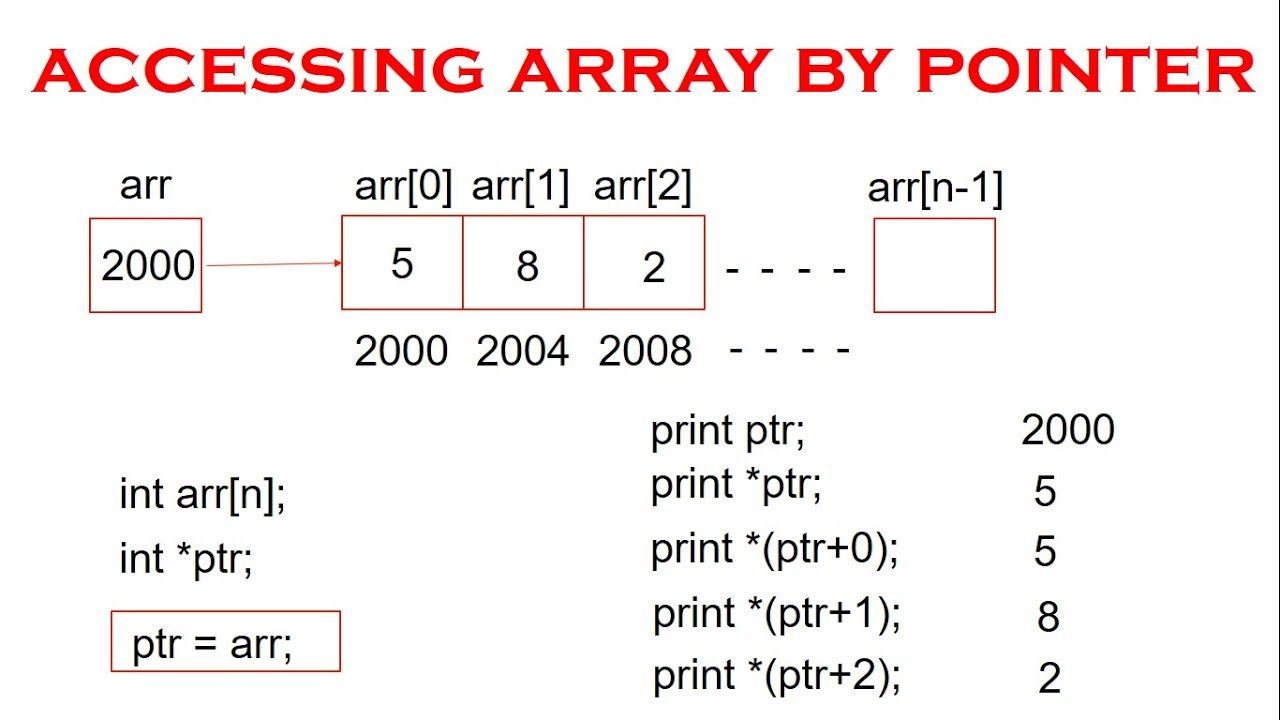 ACCESSING ARRAY BY POINTER
arr arr[0] arr[1] arr[2] arr[n-1]
2000 5 8 2 - - - -
2000 2004 2008 - - - -
print ptr; 2000
print *ptr; 5
int arr[n];
print *(ptr+0); 5
int *ptr;
print *(ptr+1); 8
ptr = arr;
print *(ptr+2); 2